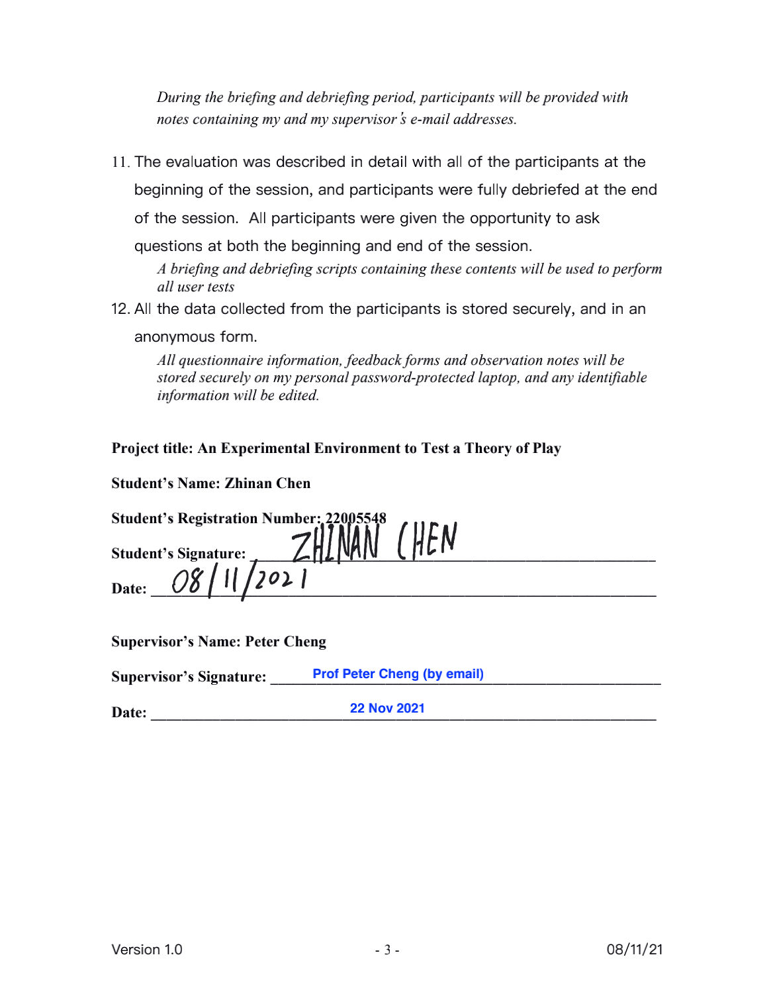 During the briefing and debriefing period, participants will be provided with
notes containing my and my supervisor's e-mail addresses.
11. The evaluation was described in detail with all of the participants at the
beginning of the session, and participants were fully debriefed at the end
of the session.  All participants were given the opportunity to ask
questions at both the beginning and end of the session.
A briefing and debriefing scripts containing these contents will be used to perform
all user tests
12. All the data collected from the participants is stored securely, and in an
anonymous form.
All questionnaire information, feedback forms and observation notes will be
stored securely on my personal password-protected laptop, and any identifiable
information will be edited.
Project title: An Experimental Environment to Test a Theory of Play
Student's Name: Zhinan Chen
Student's Registration Number: 22005548
Student's Signature: ZHINAN CHEN
Date: 08/11/2021
Supervisor's Name: Peter Cheng
Supervisor's Signature: Prof Peter Cheng (by email)
Date: 22 Nov 2021
Version 1.0 - 3 - 08/11/21